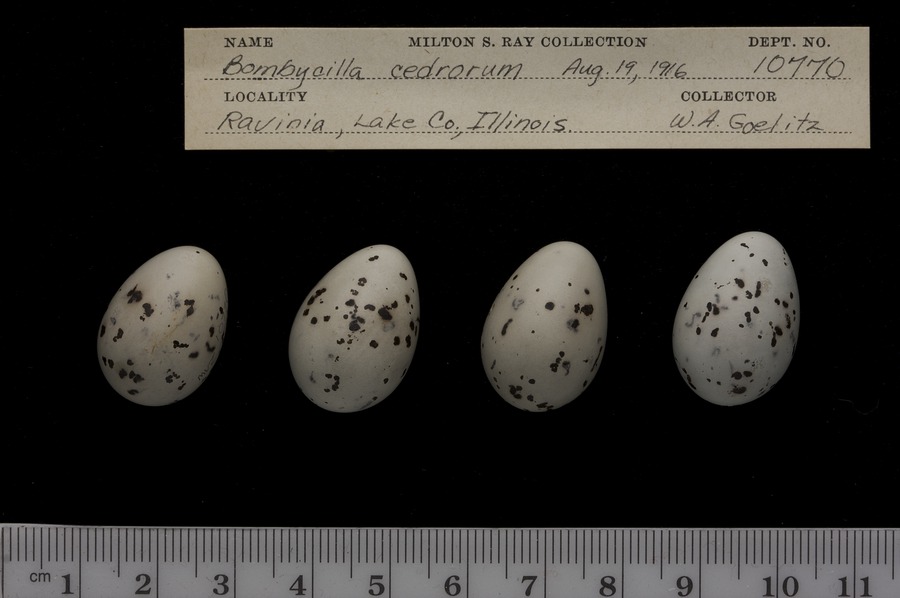 NAME MILTON S. RAY COLLECTION DEPT. NO.
Bombycilla cedrorum Aug. 19, 1916 10770
LOCALITY COLLECTOR
Ravinia, Lake Co., Illinois. W.A. Goelitz
cm 1 2 3 4 5 6 7 8 9 10 11